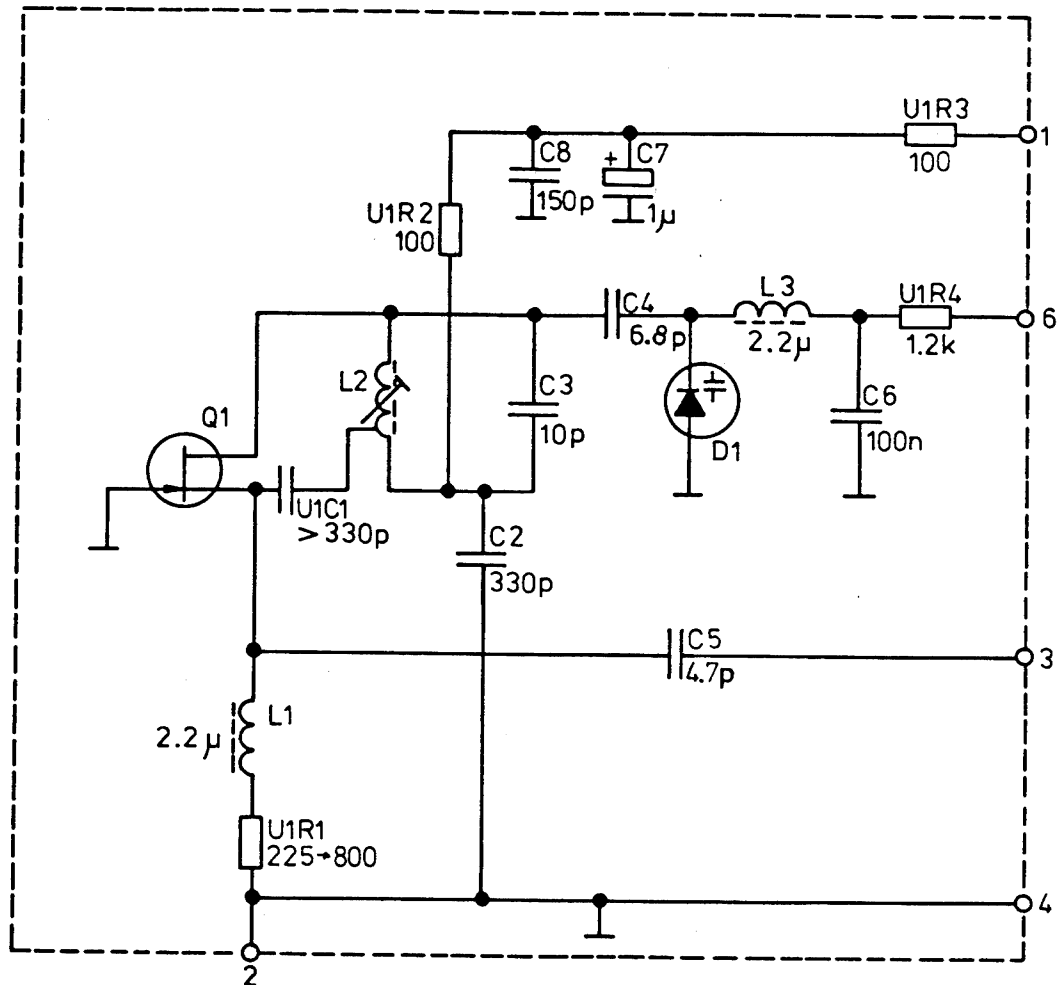 U1R3
1
100
C8
+
C7
150p
1µ
U1R2
100
L3
C4
U1R4
6
6.8p
2.2µ
1.2k
L2
C3
C6
Q1
10p
100n
D1
U1C1
> 330p
C2
330p
C5
3
4.7p
L1
2.2µ
U1R1
225→800
4
2